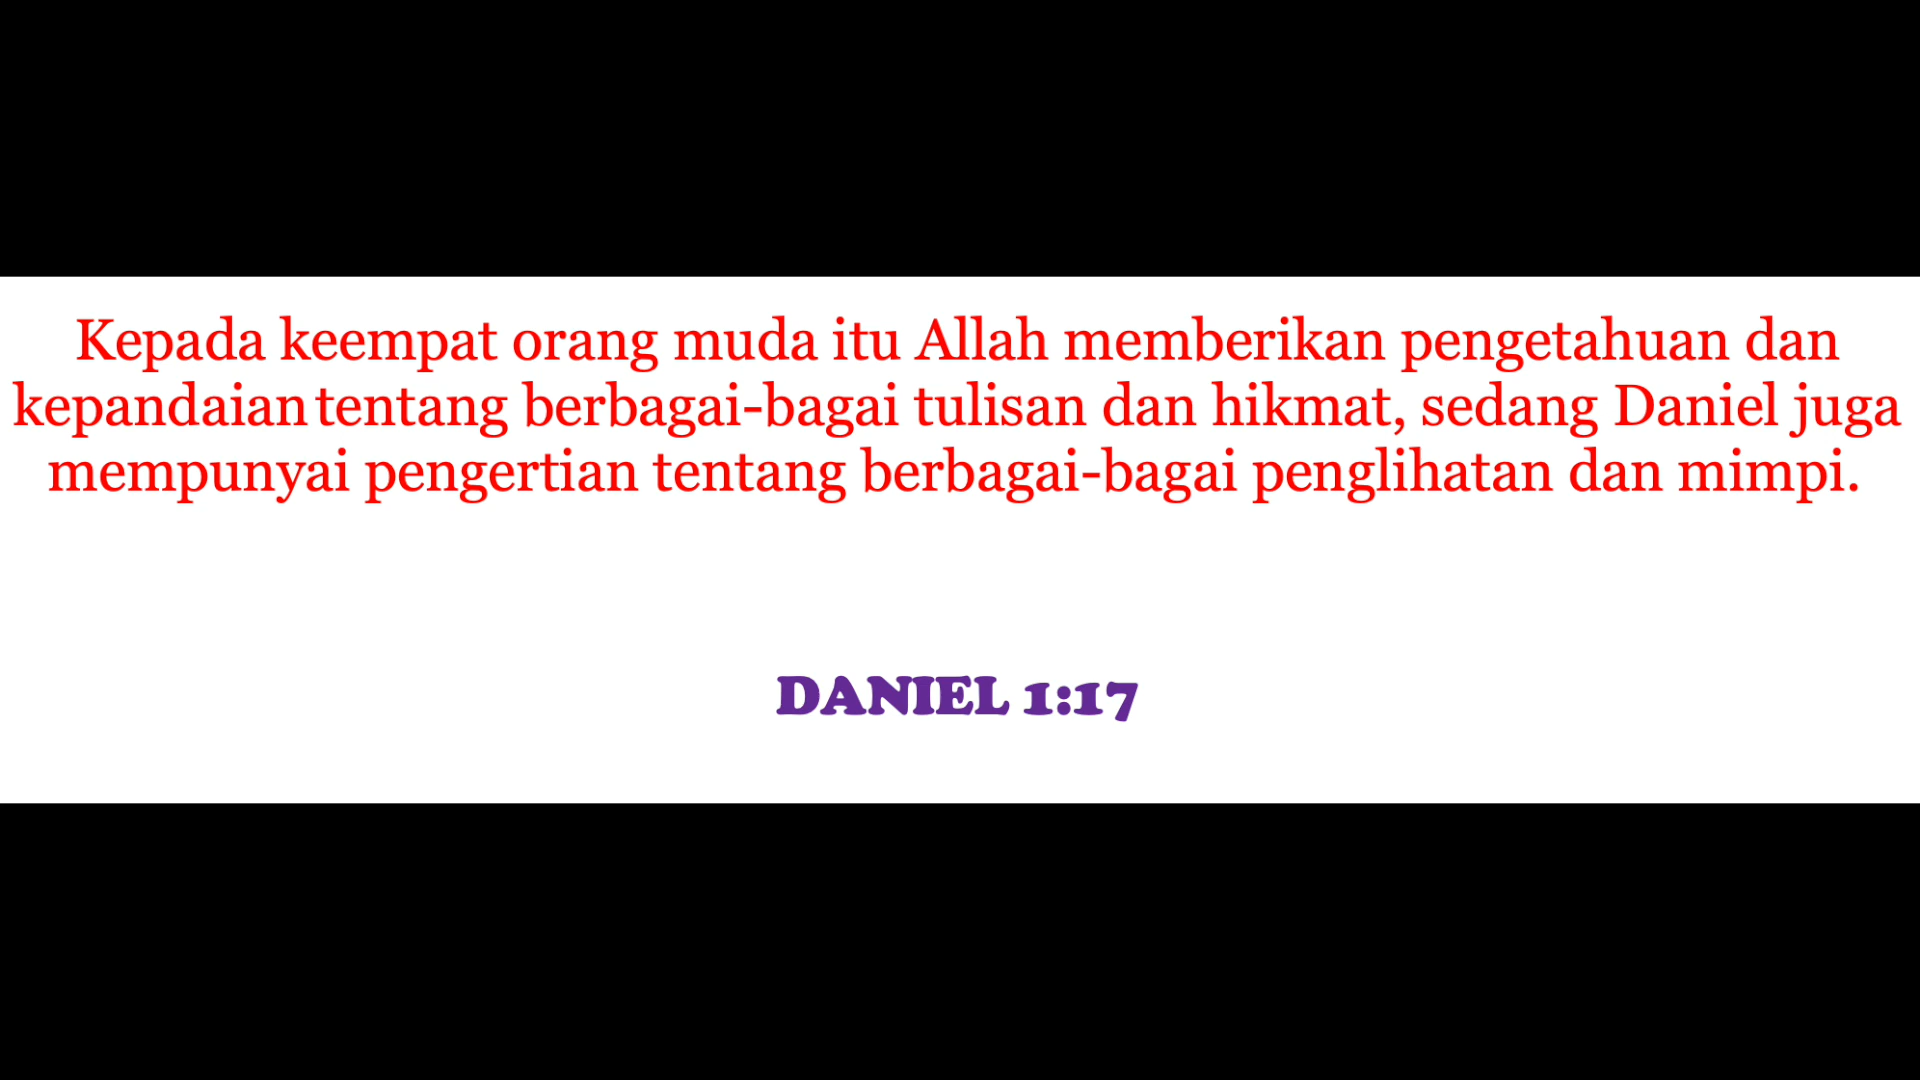 Kepada keempat orang muda itu Allah memberikan pengetahuan dan
kepandaian tentang berbagai-bagai tulisan dan hikmat, sedang Daniel juga
mempunyai pengertian tentang berbagai-bagai penglihatan dan mimpi.
DANIEL 1:17